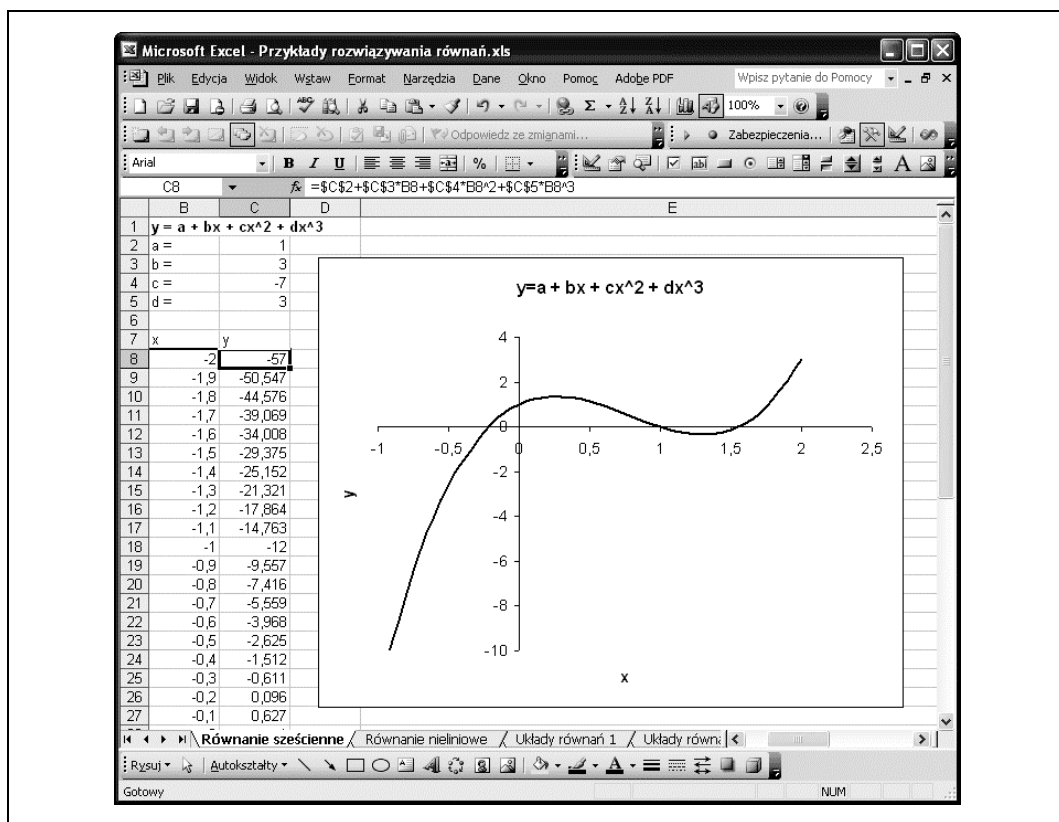 Microsoft Excel - Przykłady rozwiązywania równań.xls
Plik Edycja Widok Wstaw Format Narzędzia Dane Okno Pomoc Adobe PDF Wpisz pytanie do Pomocy
100%
Odpowiedz ze zmianami... Zabezpieczenia...
Arial B I U %
C8 fx =$C$2+$C$3*B8+$C$4*B8^2+$C$5*B8^3
B C D E
1 y = a + bx + cx^2 + dx^3
2 a = 1
3 b = 3
4 c = -7
5 d = 3
6
7 x y
8 -2 -57
9 -1,9 -50,547
10 -1,8 -44,576
11 -1,7 -39,069
12 -1,6 -34,008
13 -1,5 -29,375
14 -1,4 -25,152
15 -1,3 -21,321
16 -1,2 -17,864
17 -1,1 -14,763
18 -1 -12
19 -0,9 -9,557
20 -0,8 -7,416
21 -0,7 -5,559
22 -0,6 -3,968
23 -0,5 -2,625
24 -0,4 -1,512
25 -0,3 -0,611
26 -0,2 0,096
27 -0,1 0,627
y=a + bx + cx^2 + dx^3
4
2
0
-2
-4
-6
-8
-10
-1 -0,5 0 0,5 1 1,5 2 2,5
y
x
Równanie sześcienne Równanie nieliniowe Układy równań 1 Układy równ
Rysuj Autokształty
Gotowy NUM